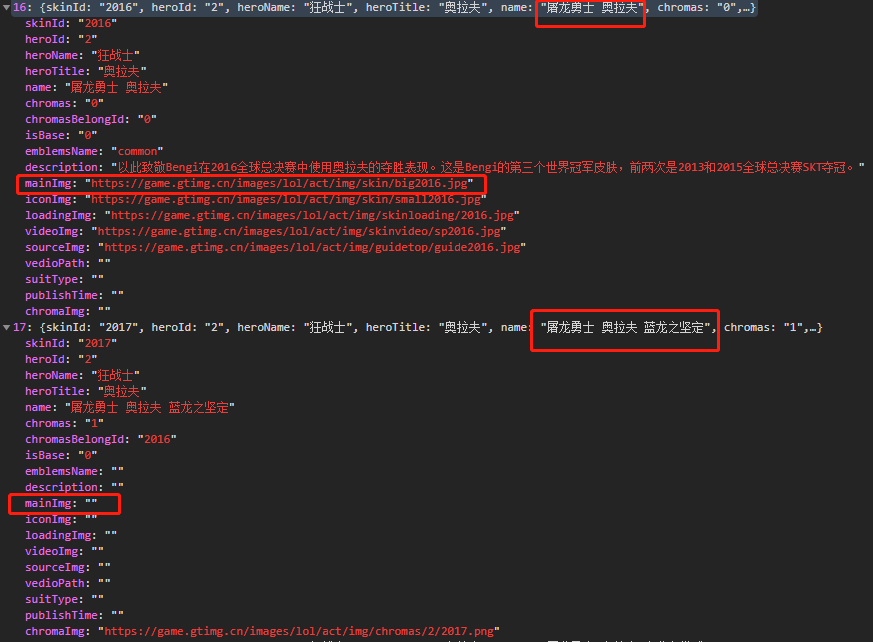 16: {skinId: "2016", heroId: "2", heroName: "狂战士", heroTitle: "奥拉夫", name: "屠龙勇士 奥拉夫", chromas: "0",…}
skinId: "2016"
heroId: "2"
heroName: "狂战士"
heroTitle: "奥拉夫"
name: "屠龙勇士 奥拉夫"
chromas: "0"
chromasBelongId: "0"
isBase: "0"
emblemsName: "common"
description: "以此致敬Bengi在2016全球总决赛中使用奥拉夫的夺胜表现。这是Bengi的第三个世界冠军皮肤，前两次是2013和2015全球总决赛SKT夺冠。"
mainImg: "https://game.gtimg.cn/images/lol/act/img/skin/big2016.jpg"
iconImg: "https://game.gtimg.cn/images/lol/act/img/skin/small2016.jpg"
loadingImg: "https://game.gtimg.cn/images/lol/act/img/skinloading/2016.jpg"
videoImg: "https://game.gtimg.cn/images/lol/act/img/skinvideo/sp2016.jpg"
sourceImg: "https://game.gtimg.cn/images/lol/act/img/guidetop/guide2016.jpg"
vedioPath: ""
suitType: ""
publishTime: ""
chromaImg: ""
17: {skinId: "2017", heroId: "2", heroName: "狂战士", heroTitle: "奥拉夫", name: "屠龙勇士 奥拉夫 蓝龙之坚定", chromas: "1",…}
skinId: "2017"
heroId: "2"
heroName: "狂战士"
heroTitle: "奥拉夫"
name: "屠龙勇士 奥拉夫 蓝龙之坚定"
chromas: "1"
chromasBelongId: "2016"
isBase: "0"
emblemsName: ""
description: ""
mainImg: ""
iconImg: ""
loadingImg: ""
videoImg: ""
sourceImg: ""
vedioPath: ""
suitType: ""
publishTime: ""
chromaImg: "https://game.gtimg.cn/images/lol/act/img/chromas/2/2017.png"